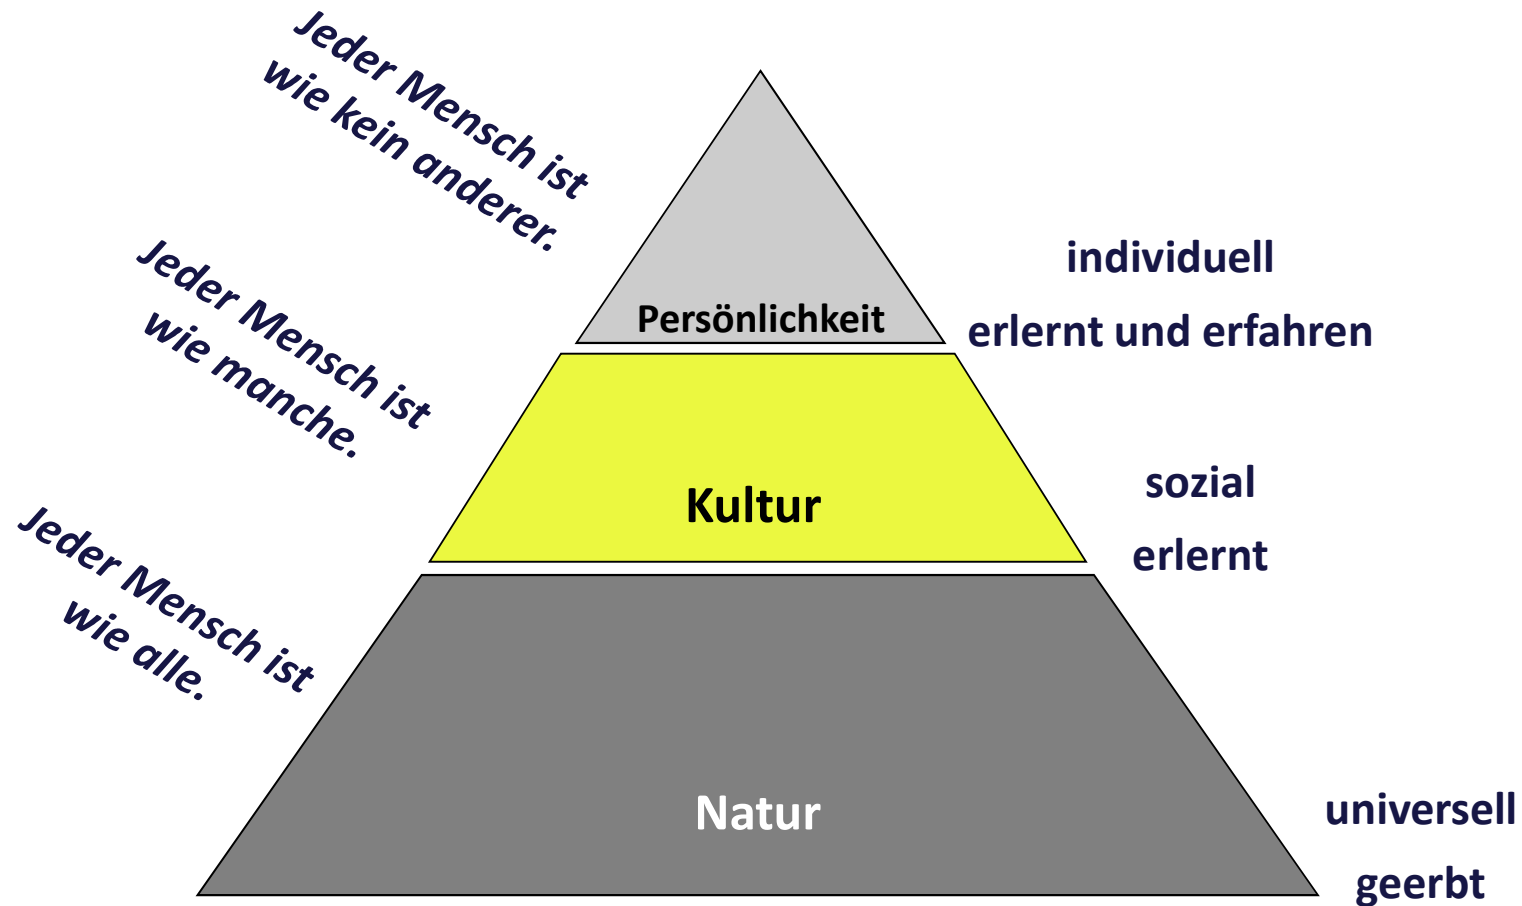 Jeder Mensch ist
wie kein anderer.
Persönlichkeit
individuell
erlernt und erfahren
Jeder Mensch ist
wie manche.
Kultur
sozial
erlernt
Jeder Mensch ist
wie alle.
Natur
universell
geerbt